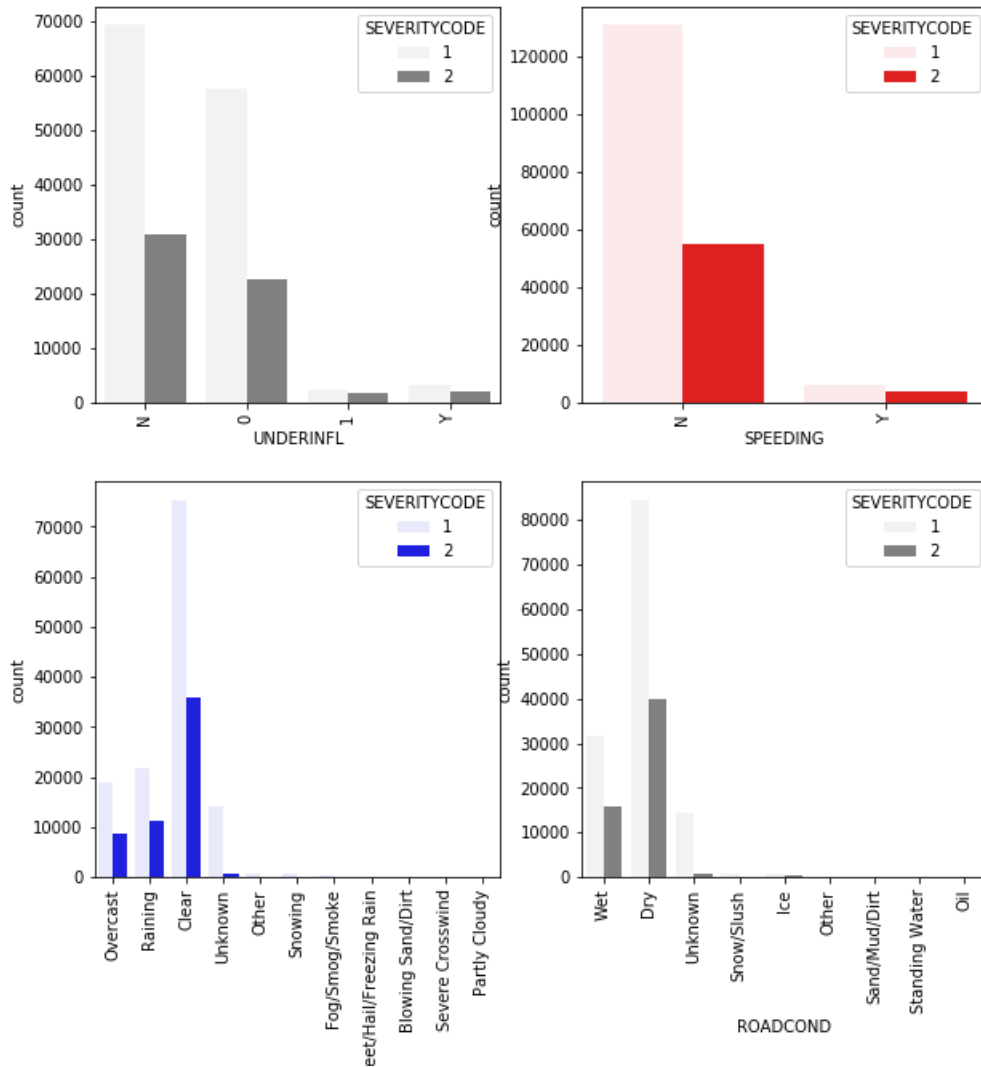 70000
60000
50000
40000
30000
20000
10000
0
count
SEVERITYCODE
1
2
N
0
1
Y
UNDERINFL
120000
100000
80000
60000
40000
20000
0
count
SEVERITYCODE
1
2
N
Y
SPEEDING
70000
60000
50000
40000
30000
20000
10000
0
count
SEVERITYCODE
1
2
Overcast
Raining
Clear
Unknown
Other
Snowing
Fog/Smog/Smoke
eet/Hail/Freezing Rain
Blowing Sand/Dirt
Severe Crosswind
Partly Cloudy
80000
70000
60000
50000
40000
30000
20000
10000
0
count
SEVERITYCODE
1
2
Wet
Dry
Unknown
Snow/Slush
Ice
Other
Sand/Mud/Dirt
Standing Water
Oil
ROADCOND